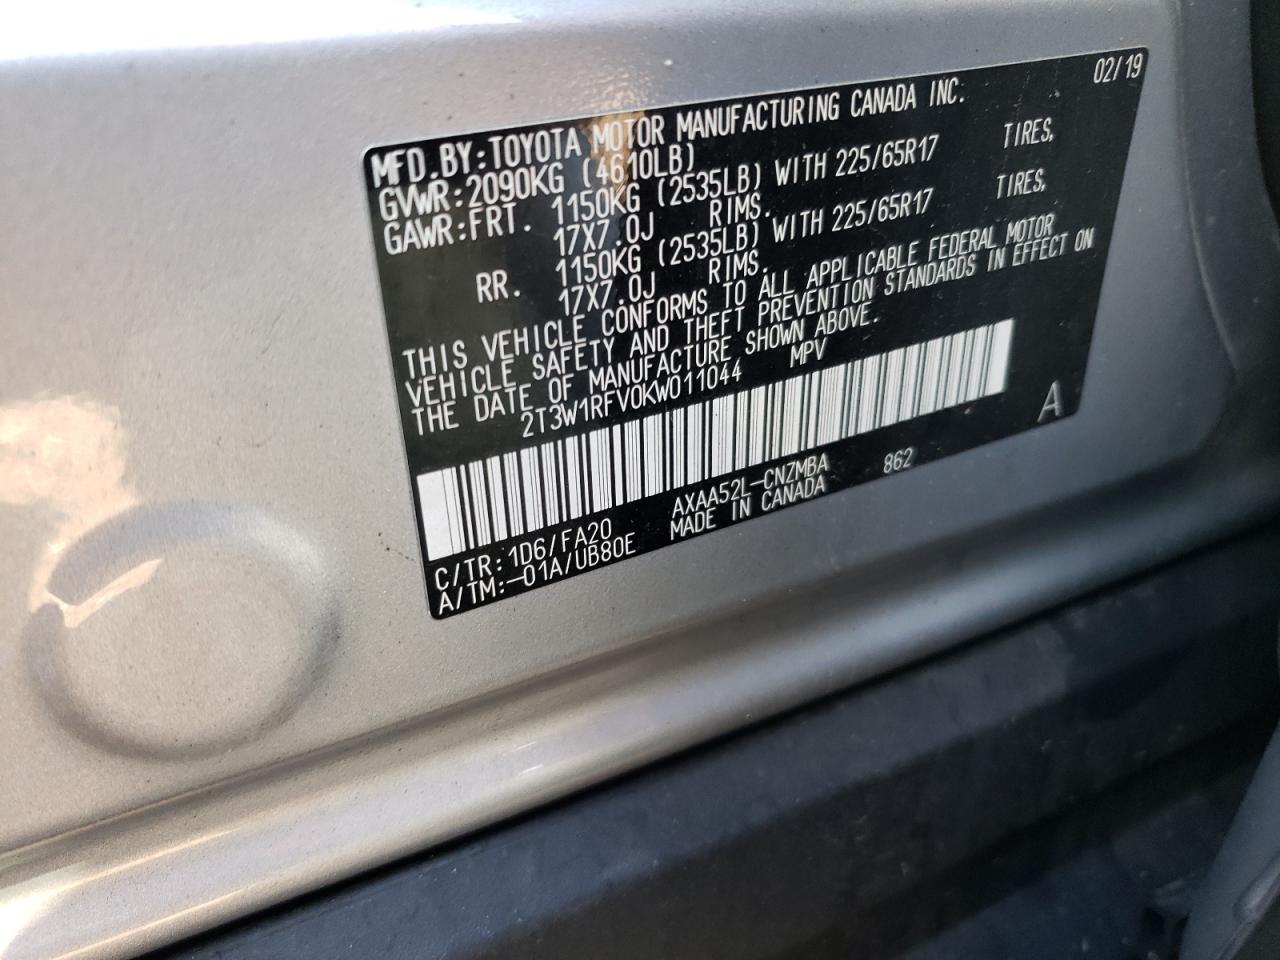 02/19
MFD.BY:TOYOTA MOTOR MANUFACTURING CANADA INC.
GVWR:2090KG (4610LB)
GAWR:FRT. 1150KG (2535LB) WITH 225/65R17 TIRES,
17X7.0J RIMS.
RR. 1150KG (2535LB) WITH 225/65R17 TIRES,
17X7.0J RIMS.
THIS VEHICLE CONFORMS TO ALL APPLICABLE FEDERAL MOTOR
VEHICLE SAFETY AND THEFT PREVENTION STANDARDS IN EFFECT ON
THE DATE OF MANUFACTURE SHOWN ABOVE.
2T3W1RFV0KW011044 MPV
A
C/TR:1D6/FA20 AXAA52L-CNZMBA 862
A/TM:-01A/UB80E MADE IN CANADA